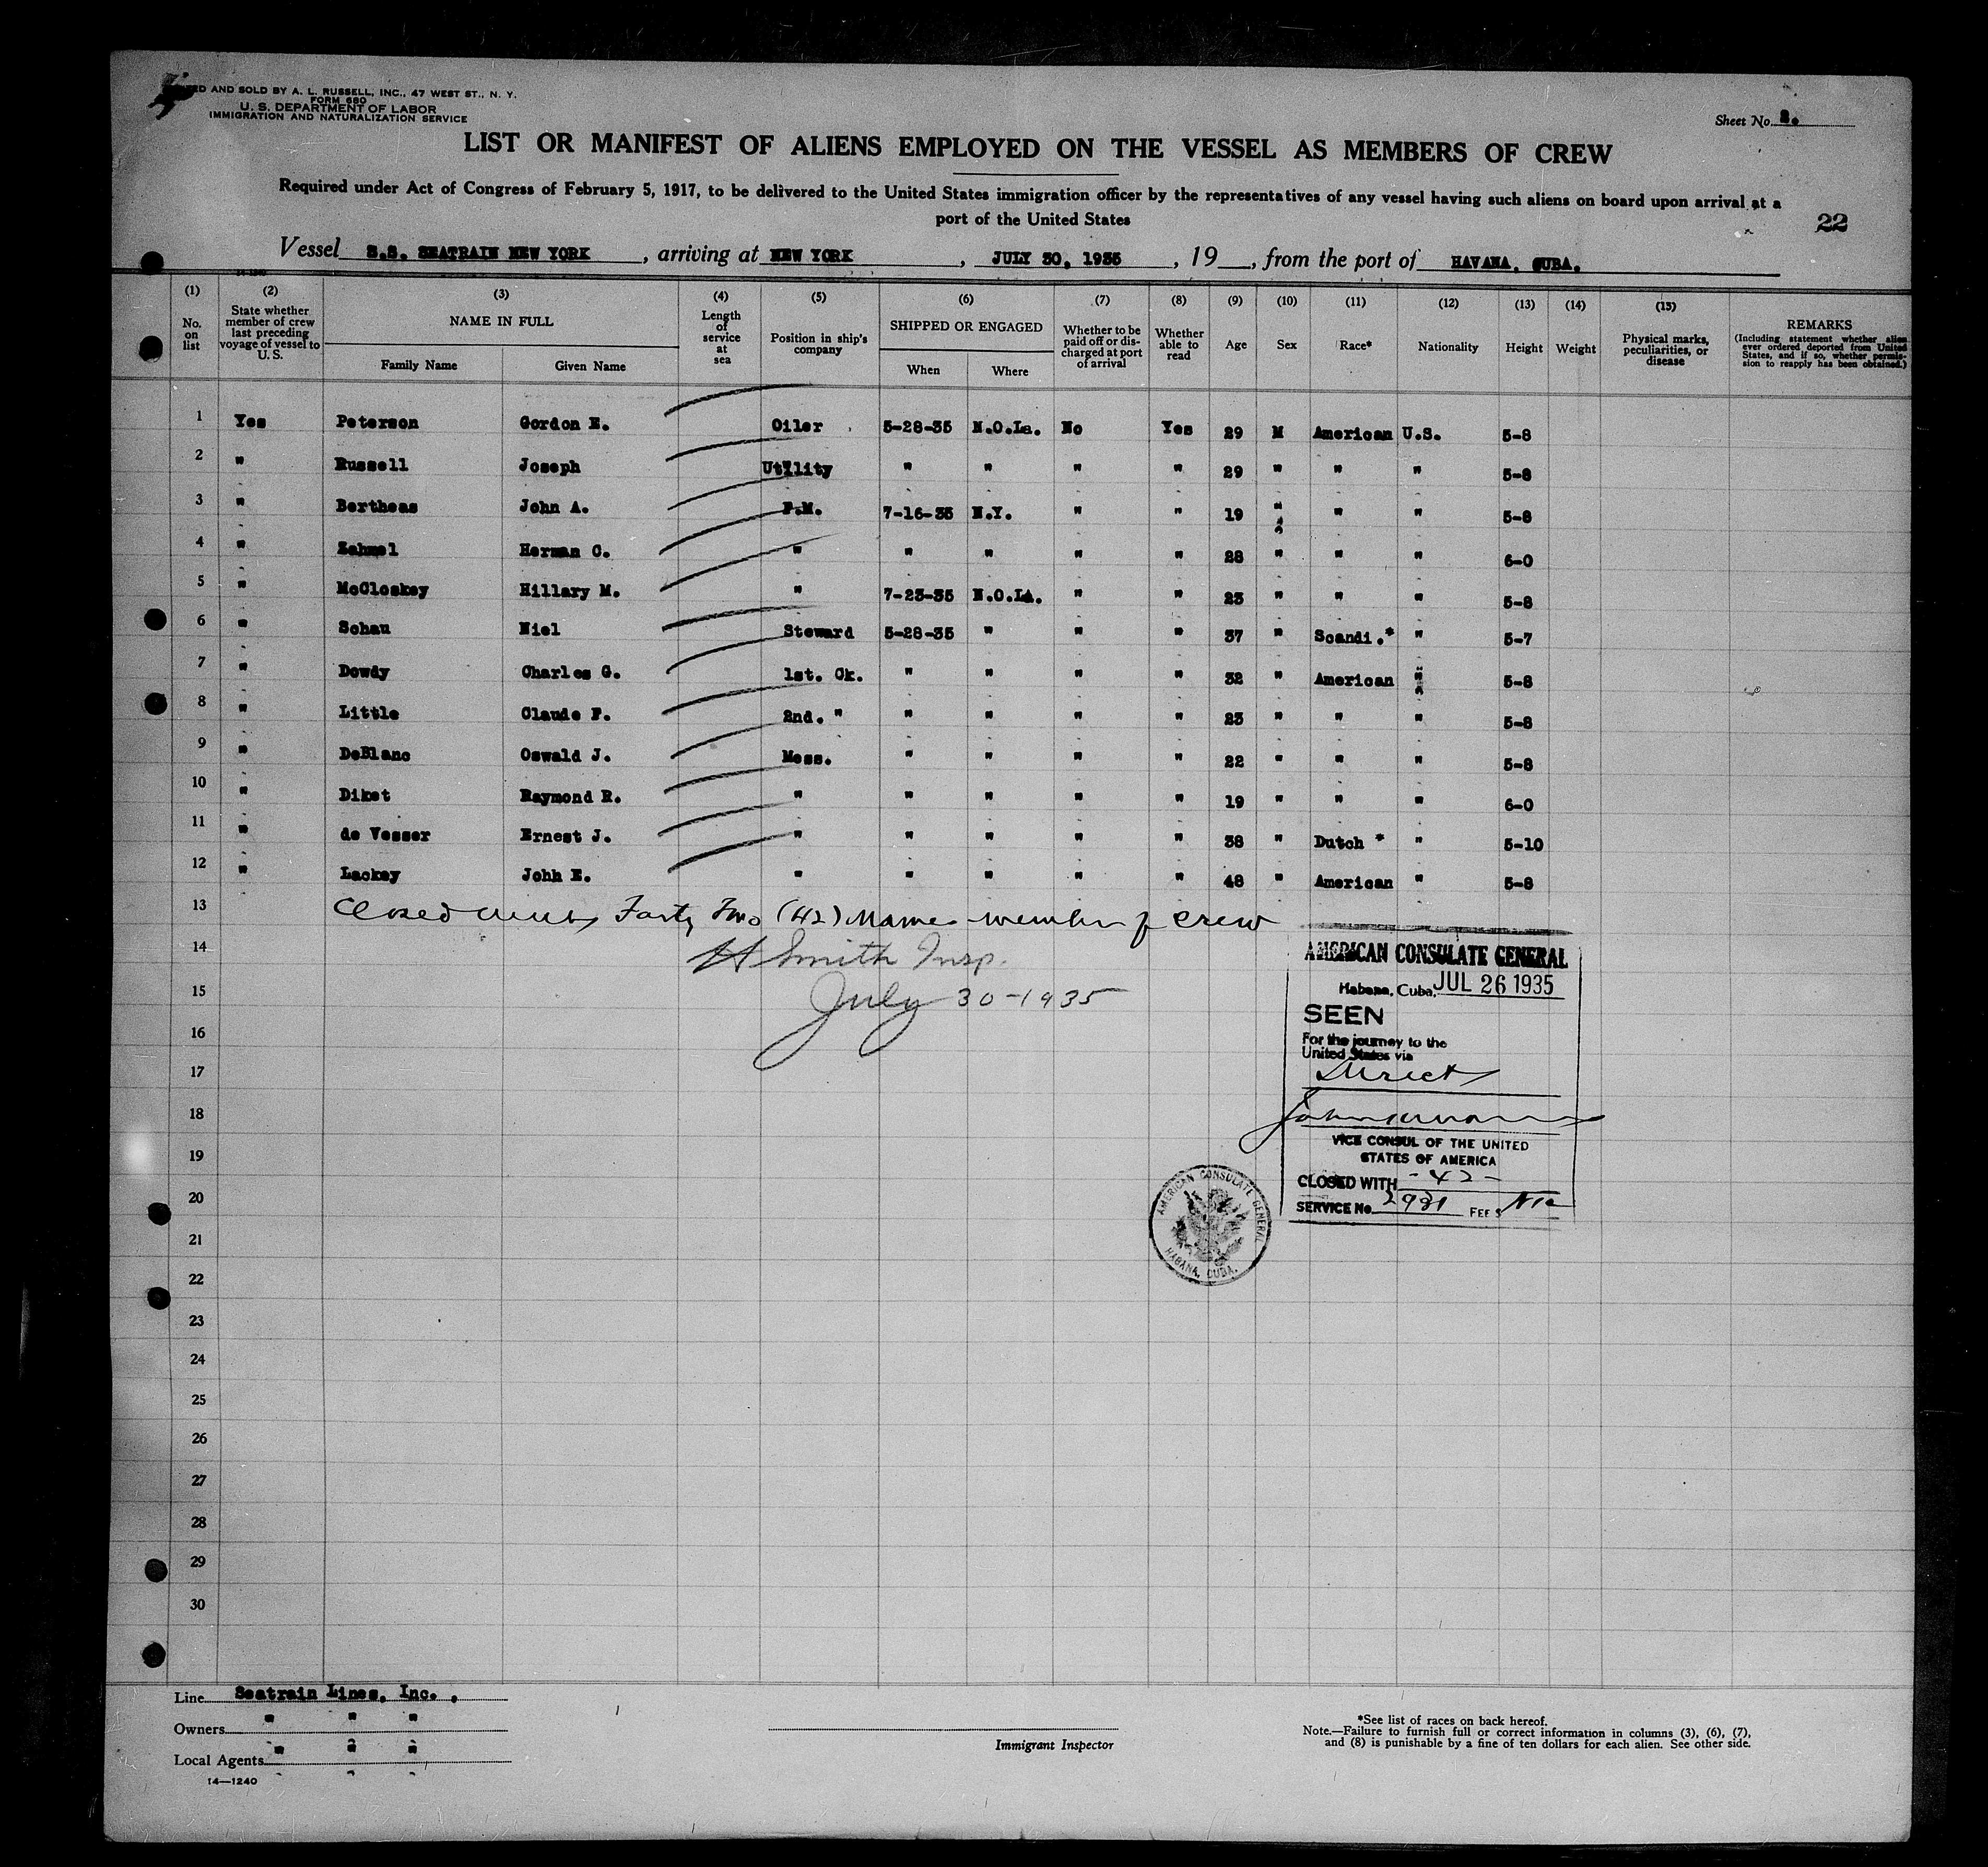 ED AND SOLD BY A. L. RUSSELL, INC., 47 WEST ST., N. Y.
FORM 680
U. S. DEPARTMENT OF LABOR
IMMIGRATION AND NATURALIZATION SERVICE
Sheet No. 2.
LIST OR MANIFEST OF ALIENS EMPLOYED ON THE VESSEL AS MEMBERS OF CREW
Required under Act of Congress of February 5, 1917, to be delivered to the United States immigration officer by the representatives of any vessel having such aliens on board upon arrival at a
port of the United States
22
Vessel S.S. SEATRAIN NEW YORK, arriving at NEW YORK, JULY 30, 1935, 19 , from the port of HAVANA, CUBA.
14-1240
(1) (2) (3) (4) (5) (6) (7) (8) (9) (10) (11) (12) (13) (14) (15)
No. on list
State whether member of crew last preceding voyage of vessel to U. S.
NAME IN FULL
Family Name
Given Name
Length of service at sea
Position in ship's company
SHIPPED OR ENGAGED
When
Where
Whether to be paid off or discharged at port of arrival
Whether able to read
Age
Sex
Race*
Nationality
Height
Weight
Physical marks, peculiarities, or disease
REMARKS
(Including statement whether alien ever ordered deported from United States, and if so, whether permission to reapply has been obtained.)
1 Yes Peterson Gordon E. Oiler 5-28-35 N.O.La. No Yes 29 M American U.S. 5-8
2 " Russell Joseph Utility " " " " 29 " " " 5-8
3 " Bertheas John A. P.M. 7-16-35 N.Y. " " 19 " " " 5-8
4 " Zahmel Herman C. " " " " " 28 " " " 6-0
5 " McCloskey Hillary M. " 7-23-35 N.O.LA. " " 23 " " " 5-8
6 " Schau Niel Steward 5-28-35 " " " 37 " Scandi.* " 5-7
7 " Dowdy Charles G. 1st. Ck. " " " " 32 " American " 5-8
8 " Little Claude F. 2nd. " " " " " 23 " " " 5-8
9 " DeBlanc Oswald J. Mess. " " " " 22 " " " 5-8
10 " Diket Raymond R. " " " " " 19 " " " 6-0
11 " de Vesser Ernest J. " " " " " 38 " Dutch * " 5-10
12 " Lackey Johh E. " " " " " 48 " American " 5-8
13 Closed Forty Two (42) Names member of crew
14 H Smith Insp.
15 July 30-1935
16
17
18
19
20
21
22
23
24
25
26
27
28
29
30
AMERICAN CONSULATE GENERAL
Habana, Cuba, JUL 26 1935
SEEN
For the journey to the
United States via
Direct
VICE CONSUL OF THE UNITED
STATES OF AMERICA
CLOSED WITH -42-
SERVICE No. 2931 FEE $ No
AMERICAN CONSULATE GENERAL
HABANA, CUBA.
Line Seatrain Lines, Inc.,
Owners " " "
Local Agents " " "
14—1240
Immigrant Inspector
*See list of races on back hereof.
Note.—Failure to furnish full or correct information in columns (3), (6), (7),
and (8) is punishable by a fine of ten dollars for each alien. See other side.